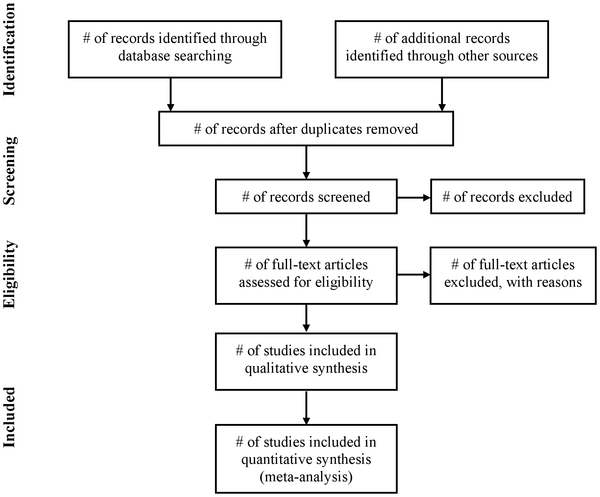 Identification
# of records identified through
database searching
# of additional records
identified through other sources
# of records after duplicates removed
Screening
# of records screened
# of records excluded
Eligibility
# of full-text articles
assessed for eligibility
# of full-text articles
excluded, with reasons
# of studies included in
qualitative synthesis
Included
# of studies included in
quantitative synthesis
(meta-analysis)